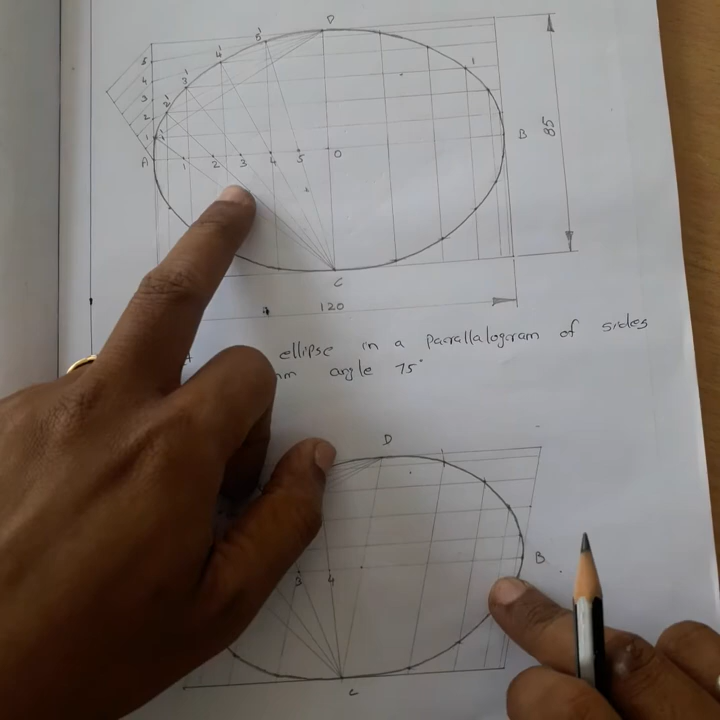 D
5'
4'
5
3'
4
3
2'
2
1
1'
A
1 2 3 4 5 O
B
85
C
120
ellipse in a parallalogram of sides
angle 75°
D
B
3 4
C